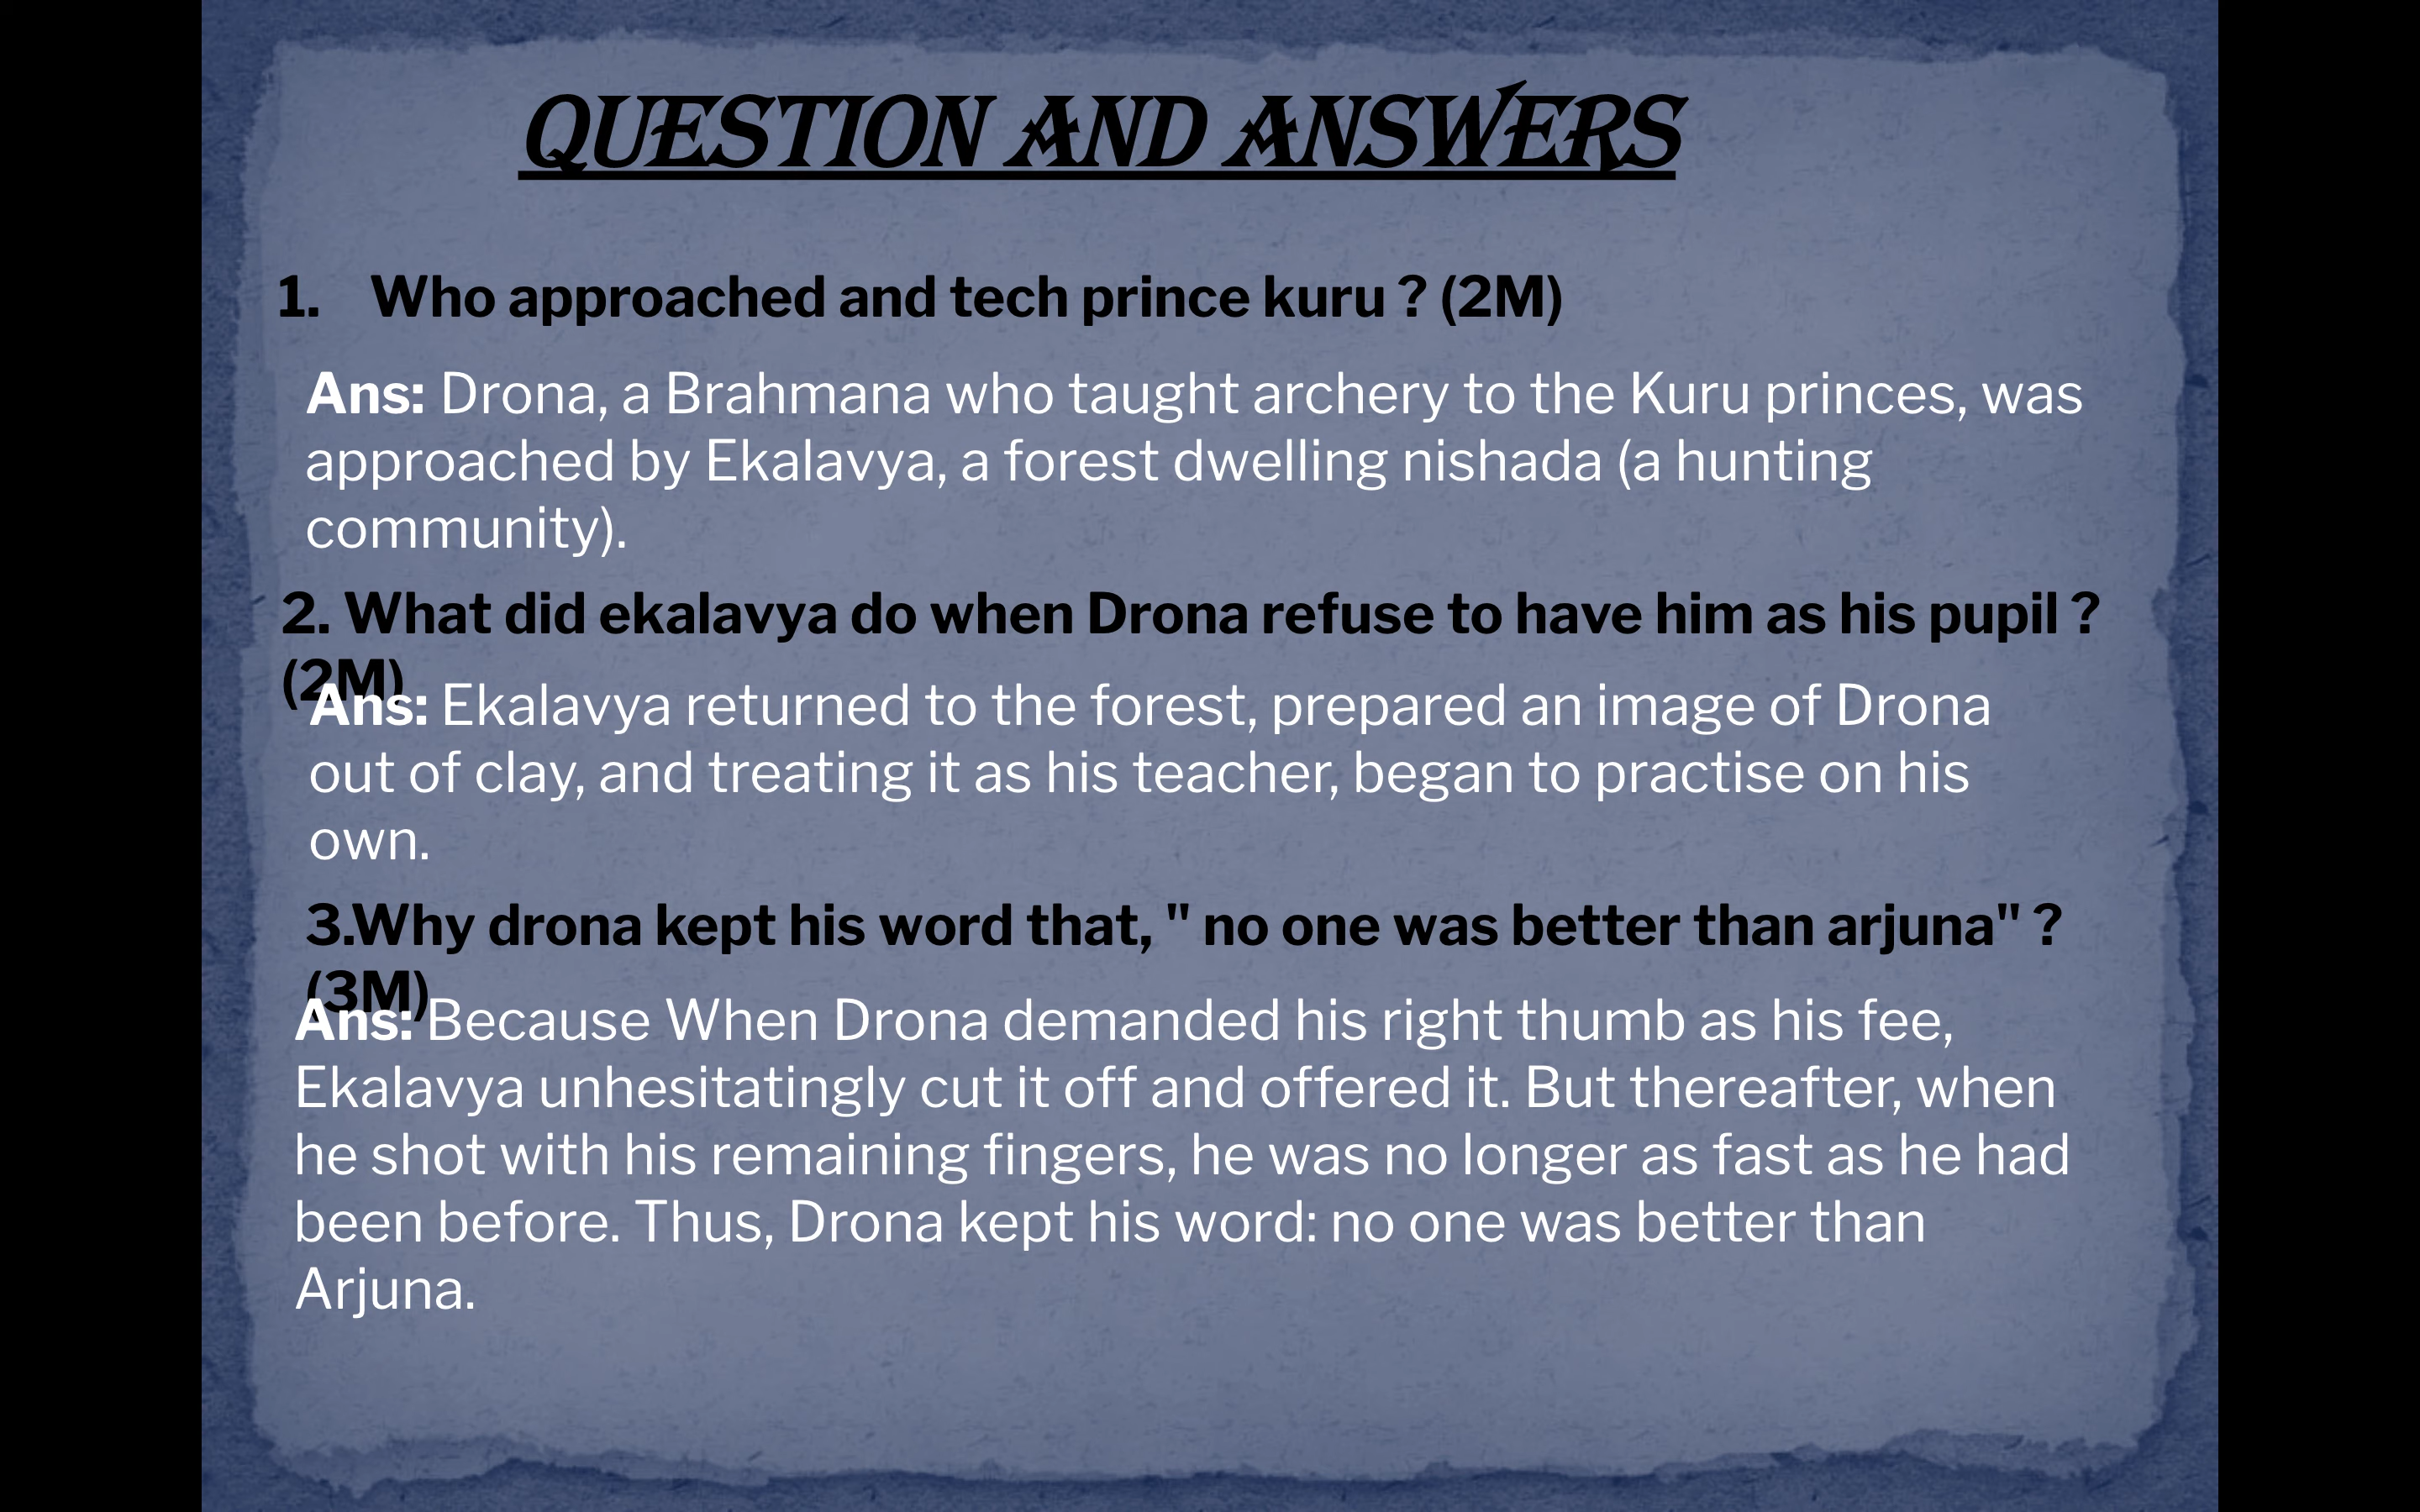 QUESTION AND ANSWERS
1. Who approached and tech prince kuru ? (2M)
Ans: Drona, a Brahmana who taught archery to the Kuru princes, was
approached by Ekalavya, a forest dwelling nishada (a hunting
community).
2. What did ekalavya do when Drona refuse to have him as his pupil ?
(2M)
Ans: Ekalavya returned to the forest, prepared an image of Drona
out of clay, and treating it as his teacher, began to practise on his
own.
3.Why drona kept his word that, " no one was better than arjuna" ?
(3M)
Ans: Because When Drona demanded his right thumb as his fee,
Ekalavya unhesitatingly cut it off and offered it. But thereafter, when
he shot with his remaining fingers, he was no longer as fast as he had
been before. Thus, Drona kept his word: no one was better than
Arjuna.